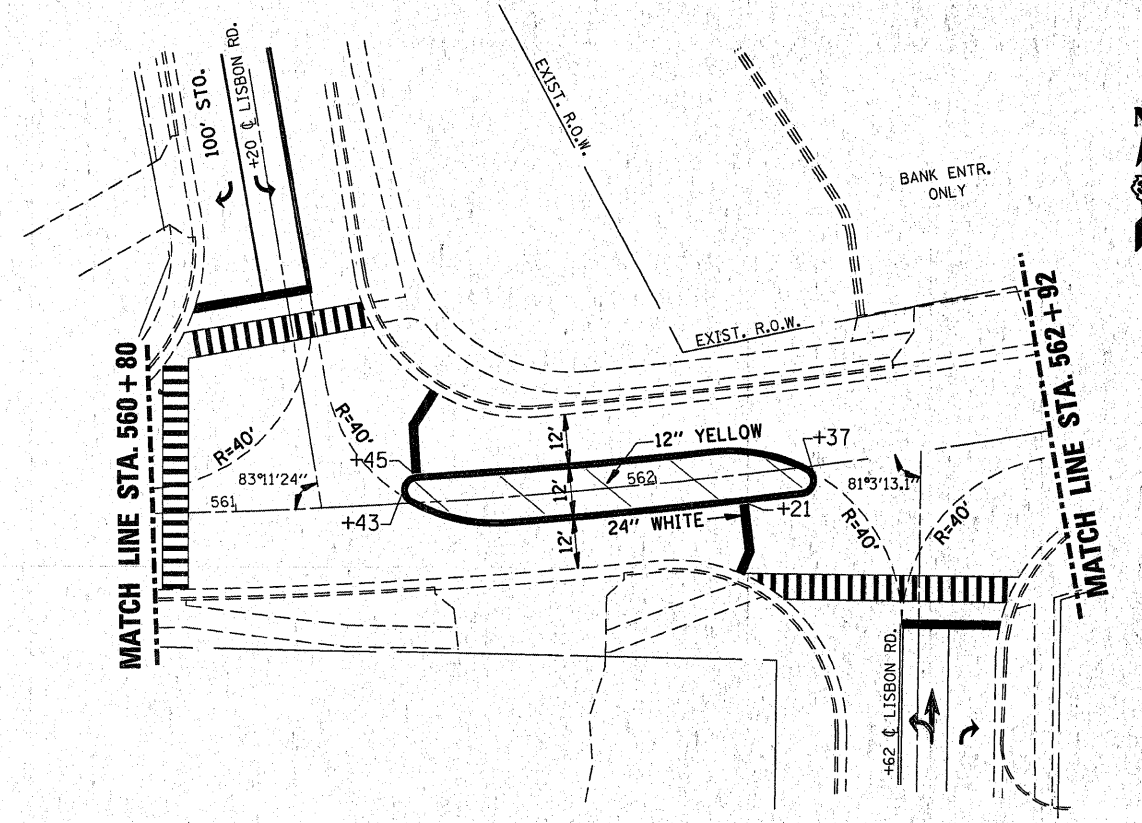 100' STO.
+20 ℄ LISBON RD.
EXIST. R.O.W.
N
BANK ENTR.
ONLY
EXIST. R.O.W.
MATCH LINE STA. 560+80
MATCH LINE STA. 562+92
R=40'
R=40'
12'
12" YELLOW
+37
+45
83°11'24"
561
562
12'
81°3'13.1"
+43
24" WHITE
+21
12'
R=40'
R=40'
+62 ℄ LISBON RD.